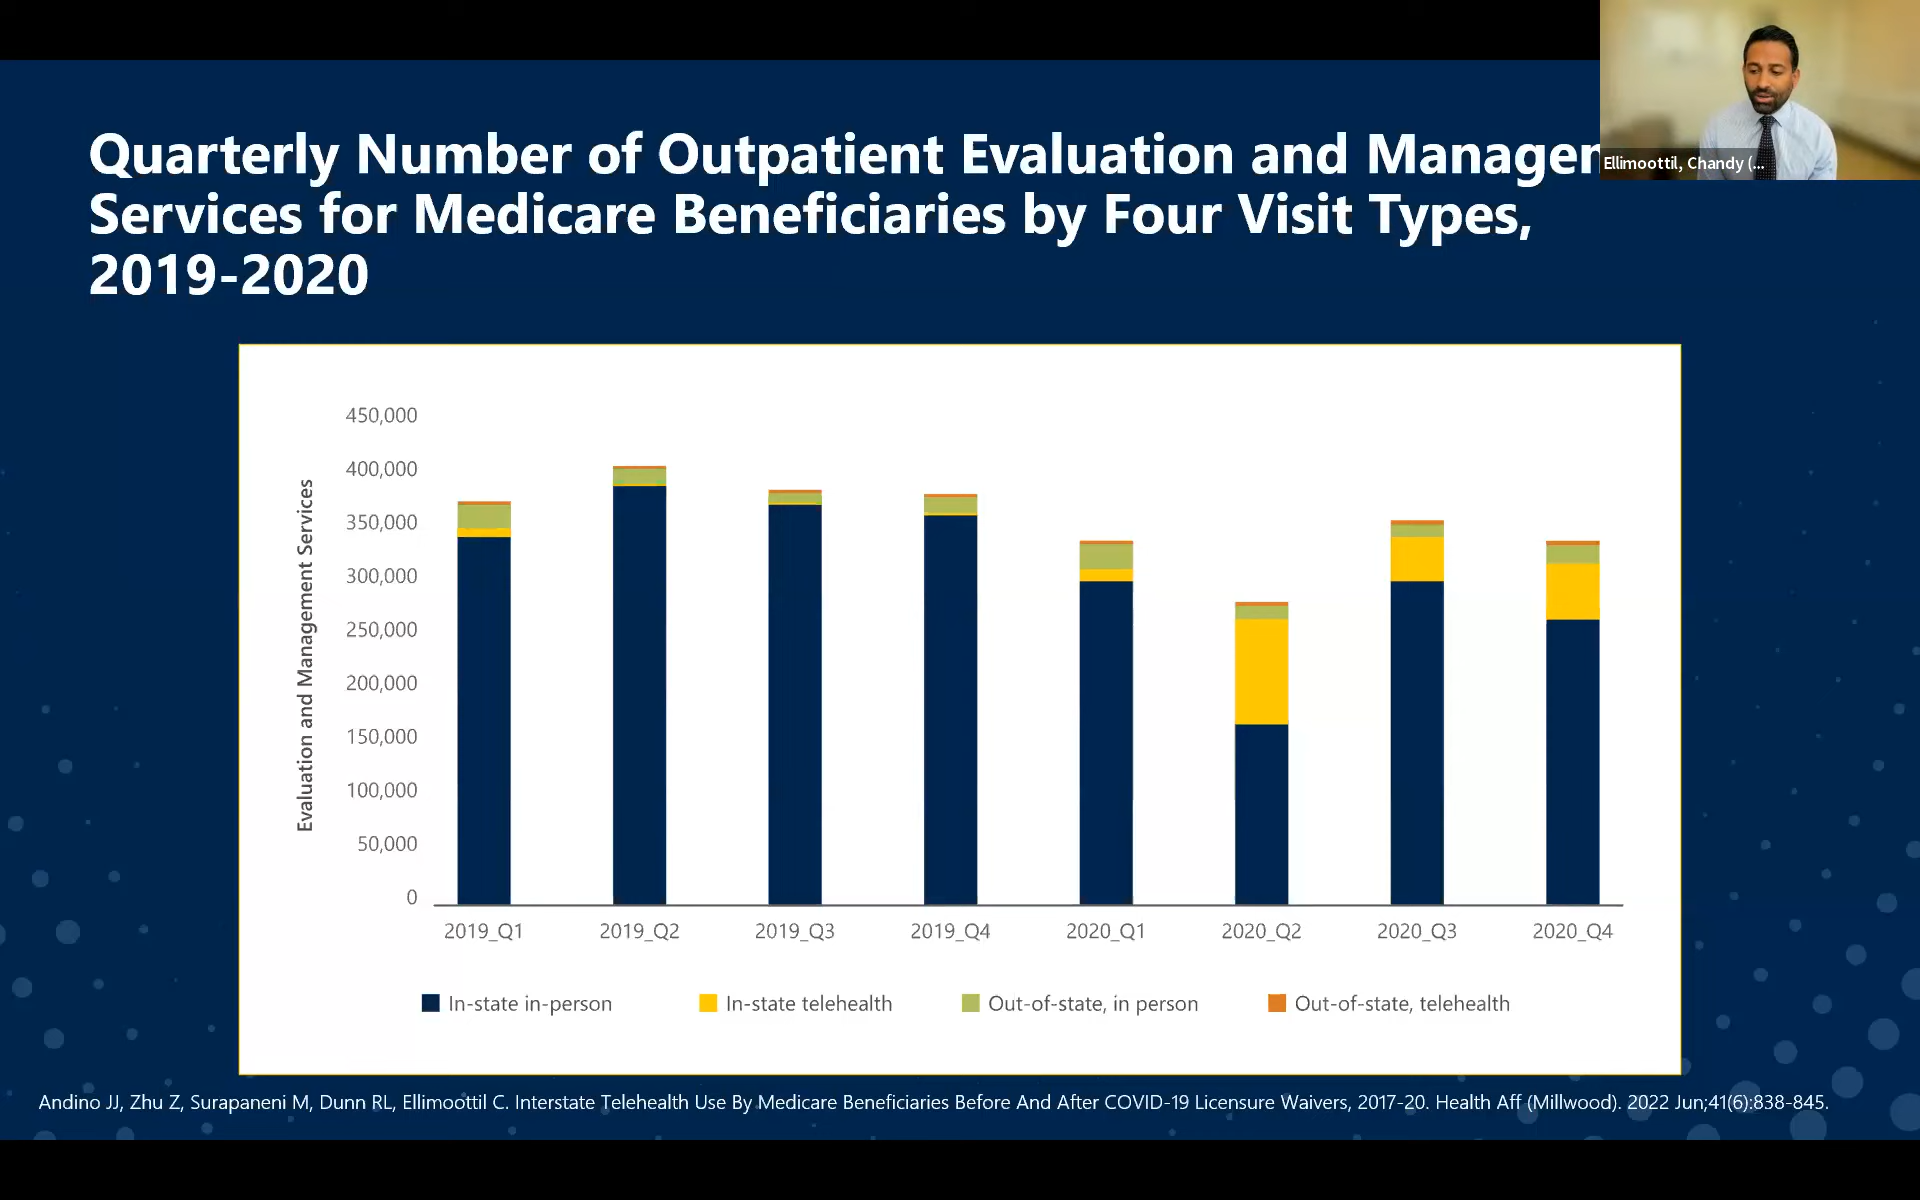 Quarterly Number of Outpatient Evaluation and Managem
Services for Medicare Beneficiaries by Four Visit Types,
2019-2020
Ellimoottil, Chandy (...
Evaluation and Management Services
450,000
400,000
350,000
300,000
250,000
200,000
150,000
100,000
50,000
0
2019_Q1 2019_Q2 2019_Q3 2019_Q4 2020_Q1 2020_Q2 2020_Q3 2020_Q4
In-state in-person In-state telehealth Out-of-state, in person Out-of-state, telehealth
Andino JJ, Zhu Z, Surapaneni M, Dunn RL, Ellimoottil C. Interstate Telehealth Use By Medicare Beneficiaries Before And After COVID-19 Licensure Waivers, 2017-20. Health Aff (Millwood). 2022 Jun;41(6):838-845.